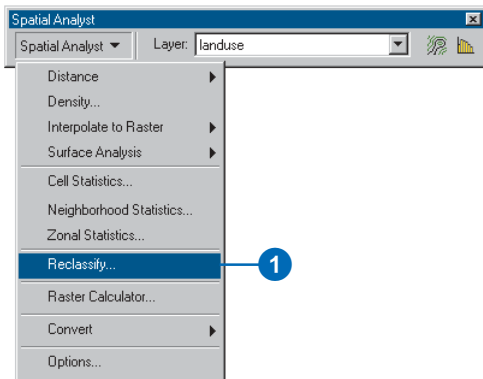 Spatial Analyst
Spatial Analyst Layer: landuse
Distance
Density...
Interpolate to Raster
Surface Analysis
Cell Statistics...
Neighborhood Statistics...
Zonal Statistics...
Reclassify... 1
Raster Calculator...
Convert
Options...